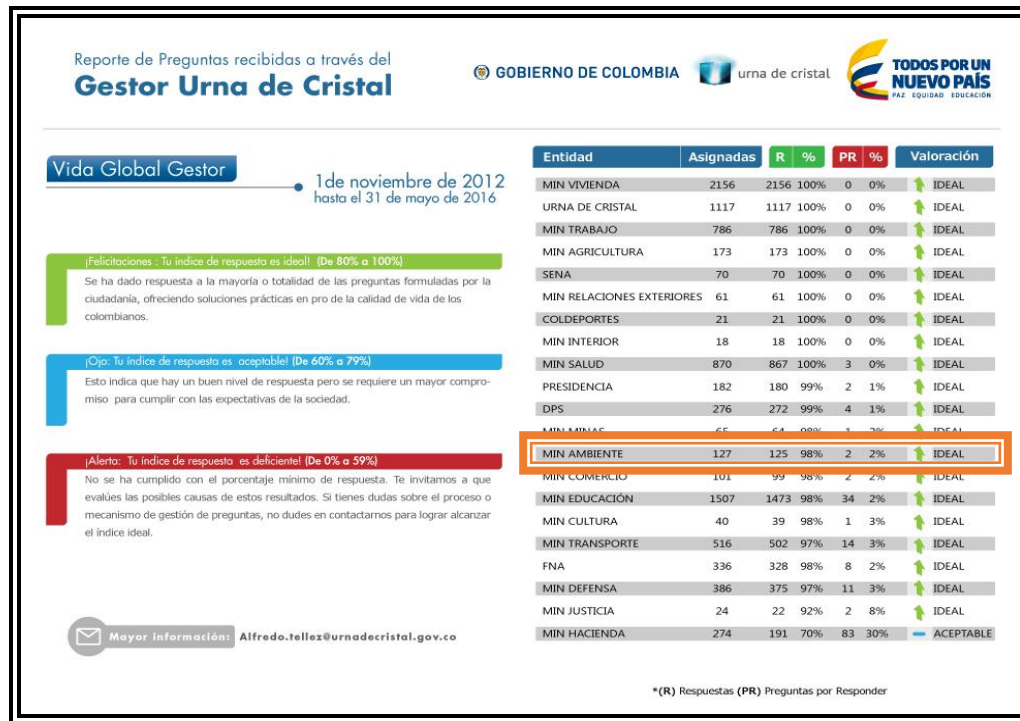 Reporte de Preguntas recibidas a través del
Gestor Urna de Cristal
GOBIERNO DE COLOMBIA
urna de cristal
TODOS POR UN
NUEVO PAÍS
PAZ EQUIDAD EDUCACIÓN
Vida Global Gestor
1de noviembre de 2012
hasta el 31 de mayo de 2016
¡Felicitaciones : Tu índice de respuesta es ideal! (De 80% a 100%)
Se ha dado respuesta a la mayoría o totalidad de las preguntas formuladas por la
ciudadanía, ofreciendo soluciones prácticas en pro de la calidad de vida de los
colombianos.
¡Ojo: Tu índice de respuesta es aceptable! (De 60% a 79%)
Esto indica que hay un buen nivel de respuesta pero se requiere un mayor compro-
miso para cumplir con las expectativas de la sociedad.
¡Alerta: Tu índice de respuesta es deficiente! (De 0% a 59%)
No se ha cumplido con el porcentaje mínimo de respuesta. Te invitamos a que
evalúes las posibles causas de estos resultados. Si tienes dudas sobre el proceso o
mecanismo de gestión de preguntas, no dudes en contactarnos para lograr alcanzar
el índice ideal.
Mayor información: Alfredo.tellez@urnadecristal.gov.co
Entidad Asignadas R % PR % Valoración
MIN VIVIENDA 2156 2156 100% 0 0% IDEAL
URNA DE CRISTAL 1117 1117 100% 0 0% IDEAL
MIN TRABAJO 786 786 100% 0 0% IDEAL
MIN AGRICULTURA 173 173 100% 0 0% IDEAL
SENA 70 70 100% 0 0% IDEAL
MIN RELACIONES EXTERIORES 61 61 100% 0 0% IDEAL
COLDEPORTES 21 21 100% 0 0% IDEAL
MIN INTERIOR 18 18 100% 0 0% IDEAL
MIN SALUD 870 867 100% 3 0% IDEAL
PRESIDENCIA 182 180 99% 2 1% IDEAL
DPS 276 272 99% 4 1% IDEAL
MIN MINAS 65 64 98% 1 2% IDEAL
MIN AMBIENTE 127 125 98% 2 2% IDEAL
MIN COMERCIO 101 99 98% 2 2% IDEAL
MIN EDUCACIÓN 1507 1473 98% 34 2% IDEAL
MIN CULTURA 40 39 98% 1 3% IDEAL
MIN TRANSPORTE 516 502 97% 14 3% IDEAL
FNA 336 328 98% 8 2% IDEAL
MIN DEFENSA 386 375 97% 11 3% IDEAL
MIN JUSTICIA 24 22 92% 2 8% IDEAL
MIN HACIENDA 274 191 70% 83 30% ACEPTABLE
*(R) Respuestas (PR) Preguntas por Responder